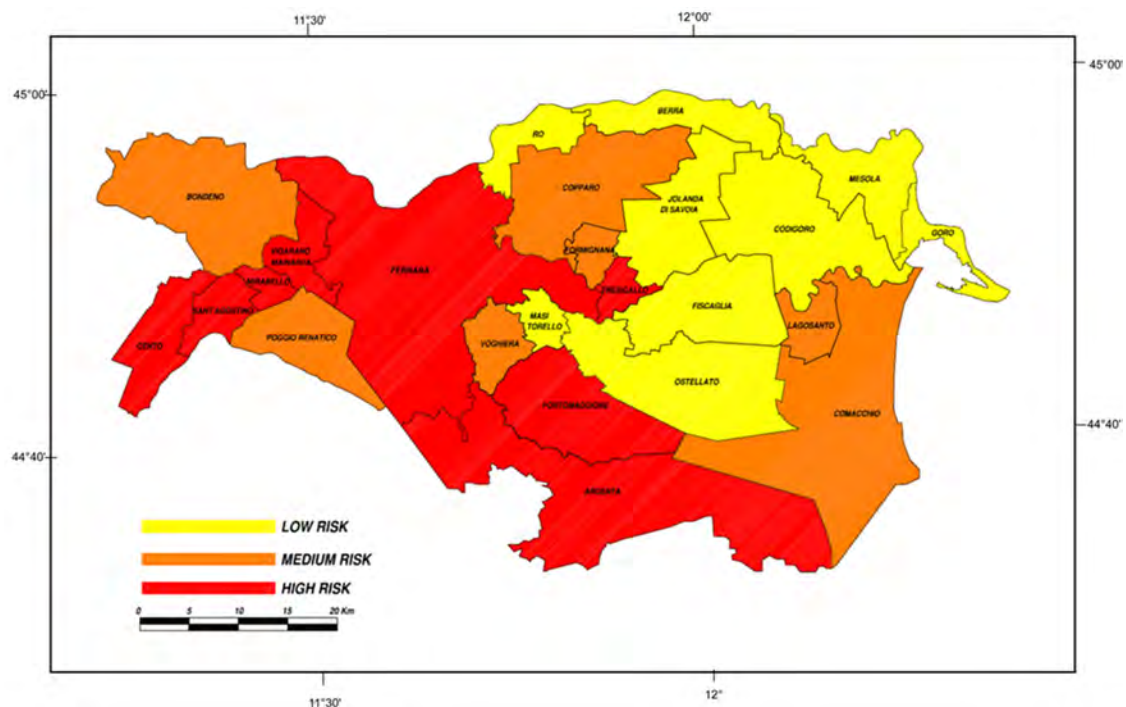 11°30'
12°00'
45°00'
45°00'
BERRA
RO
MESOLA
COPPARO
BONDENO
JOLANDA
DI SAVOIA
CODIGORO
GORO
FORMIGNANA
VIGARANO
MAINARDA
FERRARA
MIRABELLO
TRESIGALLO
FISCAGLIA
SANT'AGOSTINO
MASI
TORELLO
LAGOSANTO
POGGIO RENATICO
VOGHIERA
CENTO
OSTELLATO
PORTOMAGGIORE
COMACCHIO
44°40'
44°40'
ARGENTA
LOW RISK
MEDIUM RISK
HIGH RISK
0 5 10 15 20 Km
11°30'
12°